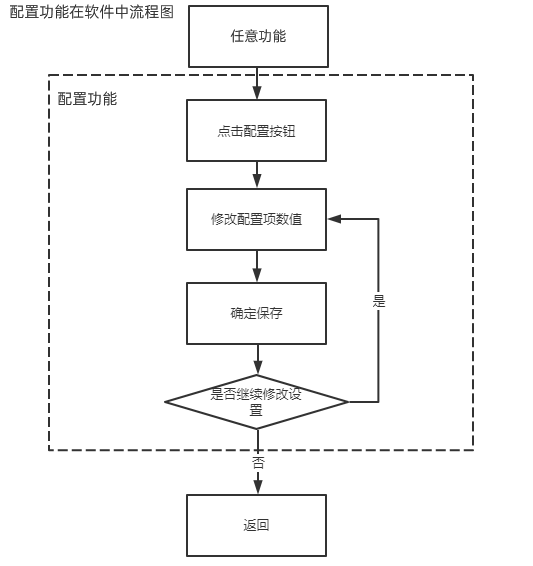 配置功能在软件中流程图
任意功能
配置功能
点击配置按钮
修改配置项数值
是
确定保存
是否继续修改设
置
否
返回